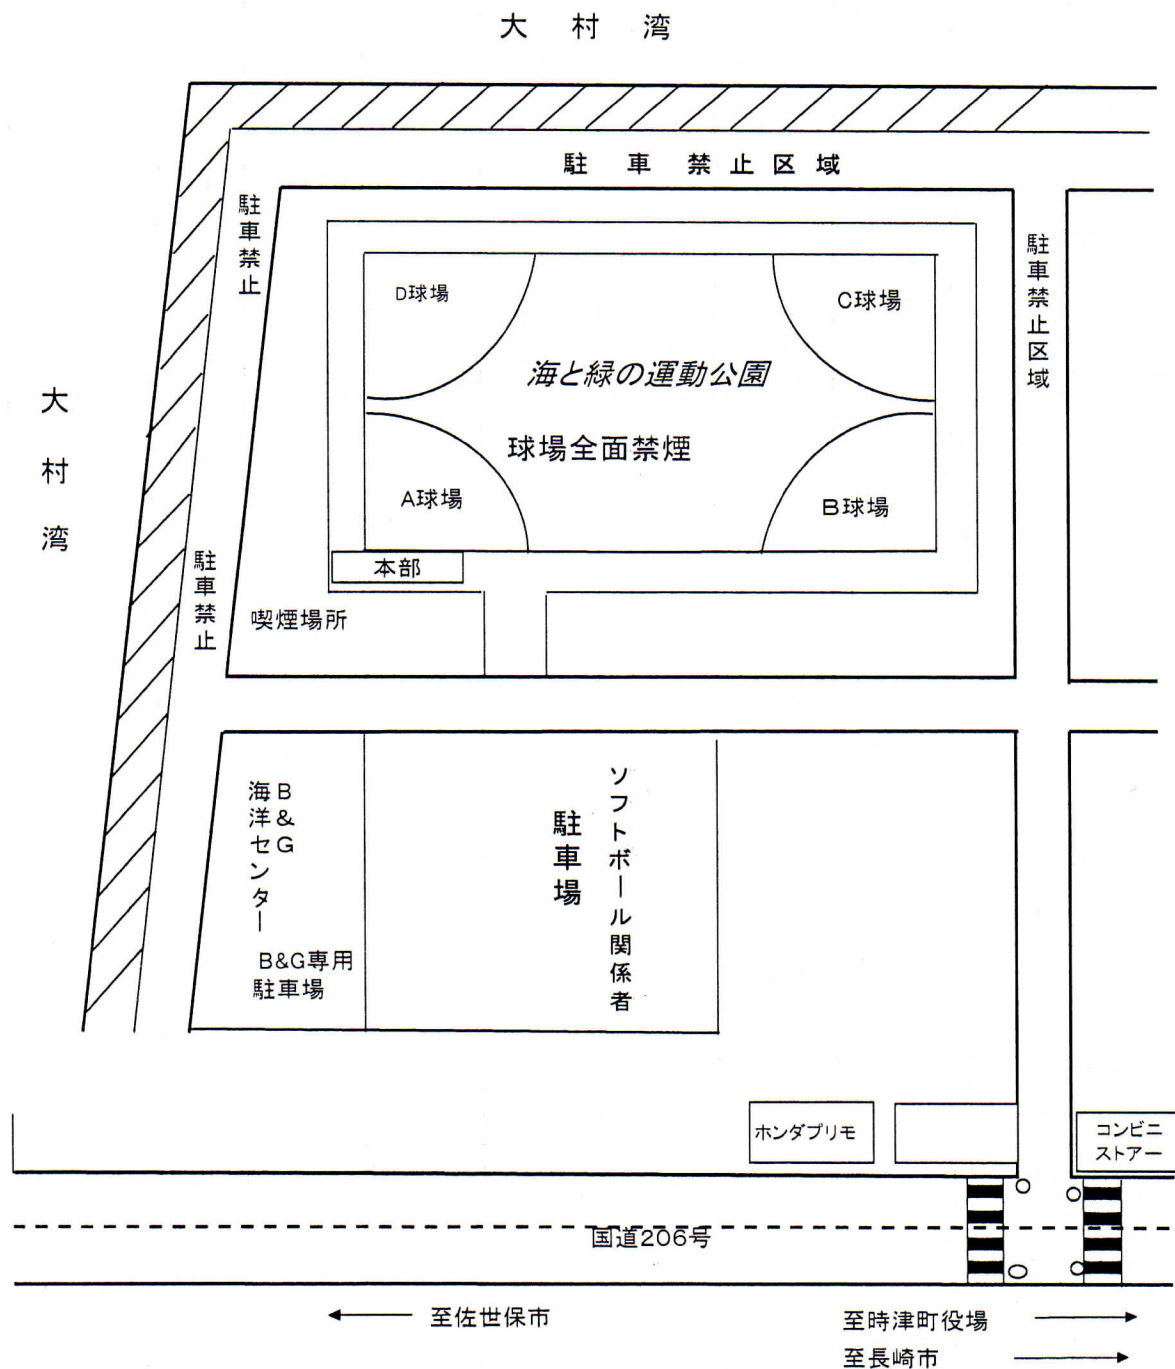 大村湾
駐車禁止区域
駐車禁止
駐車禁止区域
D球場
C球場
海と緑の運動公園
大村湾
球場全面禁煙
A球場
B球場
駐車禁止
本部
喫煙場所
B&G
海洋センター
B&G専用
駐車場
ソフトボール関係者
駐車場
ホンダプリモ
コンビニ
ストアー
国道206号
至佐世保市
至時津町役場
至長崎市